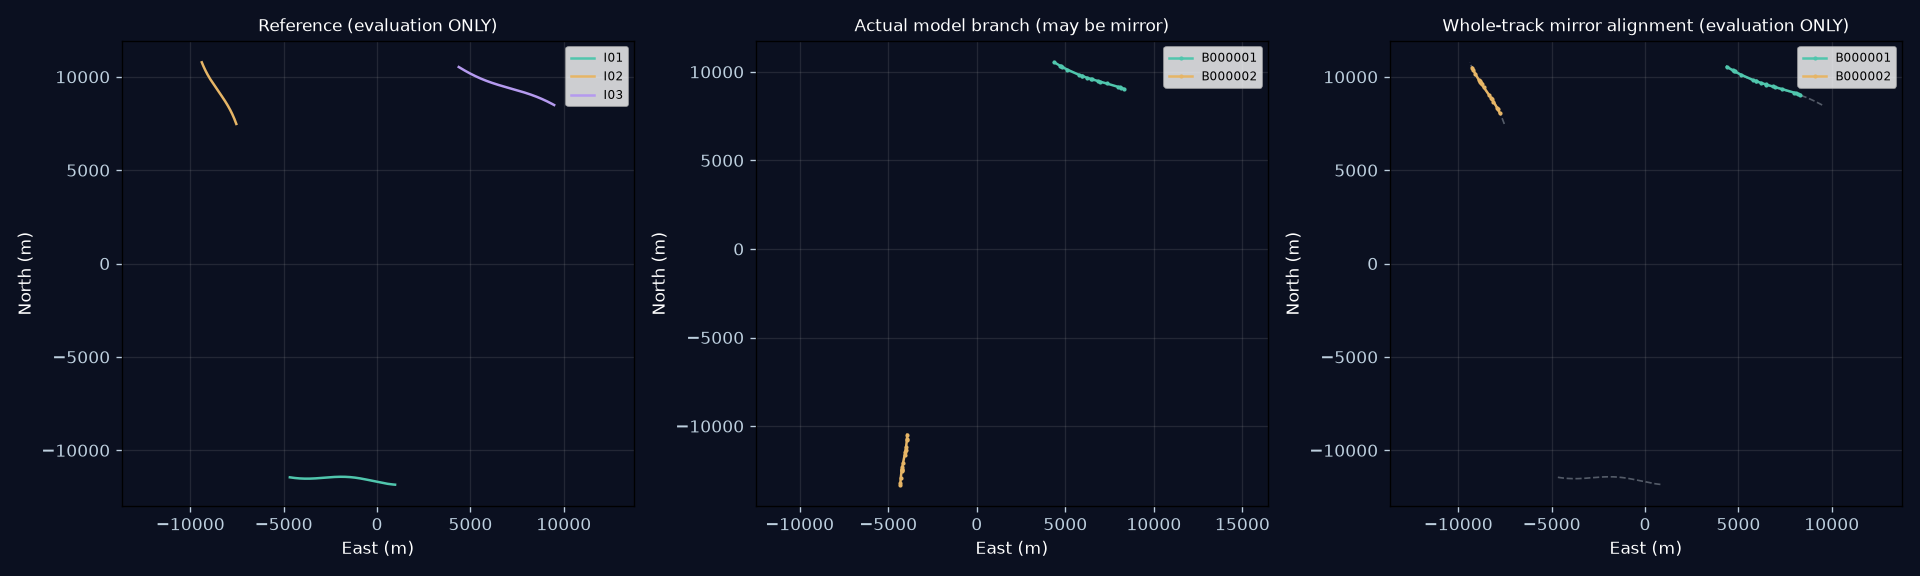 Reference (evaluation ONLY)
I01
I02
I03
10000
5000
0
−5000
−10000
North (m)
−10000 −5000 0 5000 10000
East (m)
Actual model branch (may be mirror)
B000001
B000002
10000
5000
0
−5000
−10000
North (m)
−10000 −5000 0 5000 10000 15000
East (m)
Whole-track mirror alignment (evaluation ONLY)
B000001
B000002
10000
5000
0
−5000
−10000
North (m)
−10000 −5000 0 5000 10000
East (m)